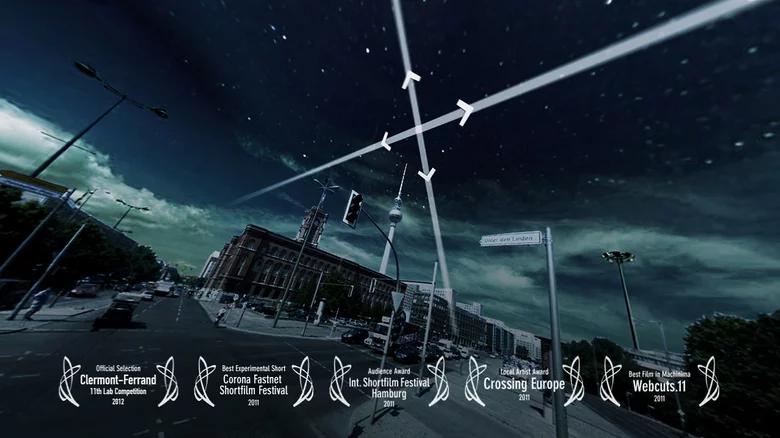 Unter den Linden
Official Selection
Clermont-Ferrand
11th Lab Competition
2012
Best Experimental Short
Corona Fastnet
Shortfilm Festival
2011
Audience Award
Int. Shortfilm Festival
Hamburg
2011
Local Artist Award
Crossing Europe
2011
Best Film in Machinima
Webcuts.11
2011